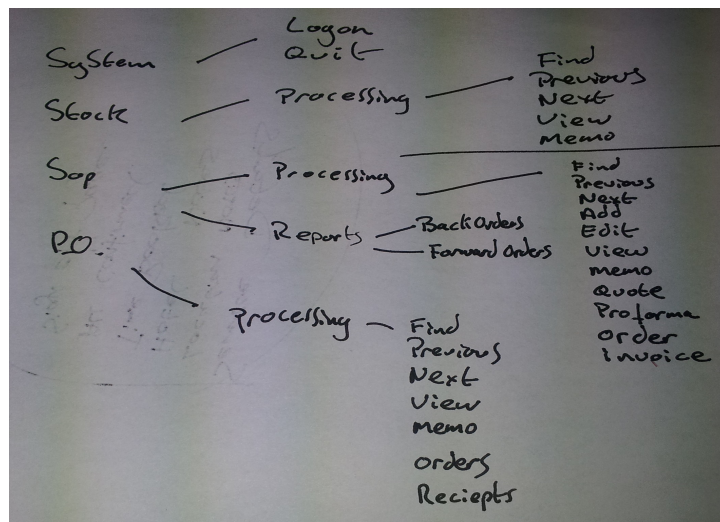 System
Logon
Quit
Stock
Processing
Find
Previous
Next
View
Memo
Sop
Processing
Find
Previous
Next
Add
Edit
View
Memo
Quote
Proforma
Order
Invoice
Reports
BackOrders
Forward Orders
P.O.
Processing
Find
Previous
Next
View
Memo
Orders
Reciepts